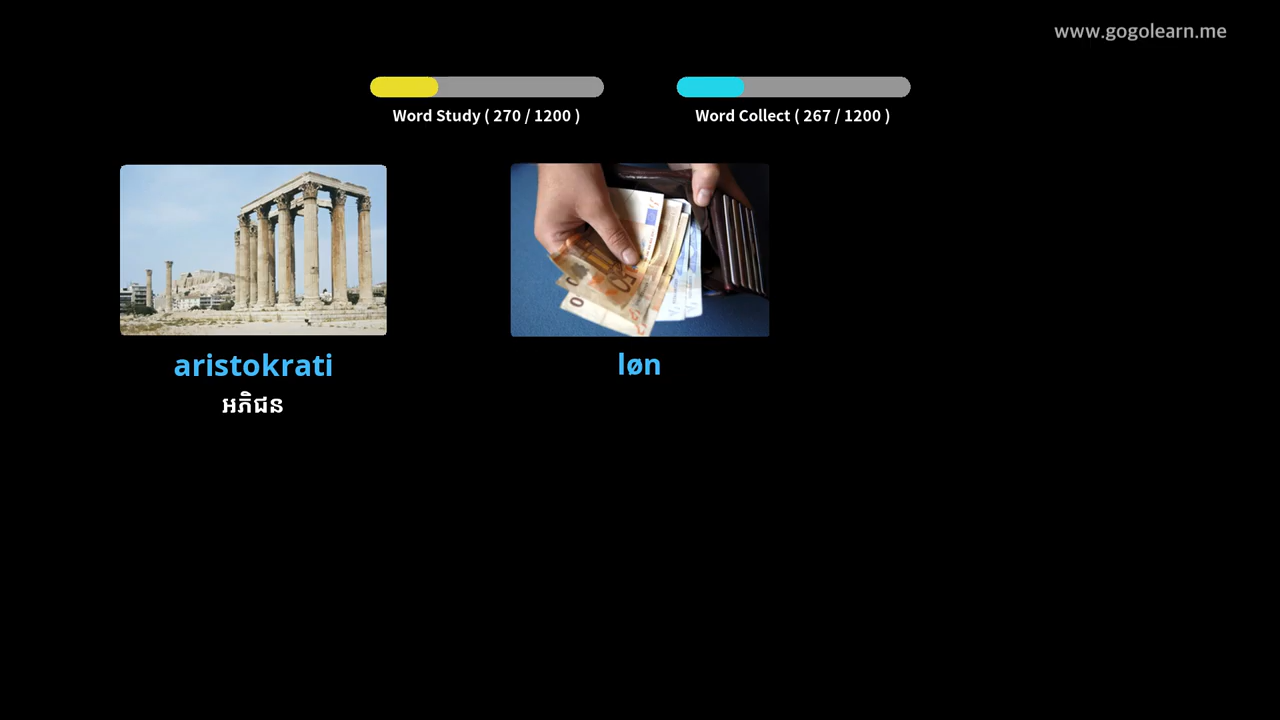 www.gogolearn.me
Word Study ( 270 / 1200 )
Word Collect ( 267 / 1200 )
aristokrati
អភិជន
løn